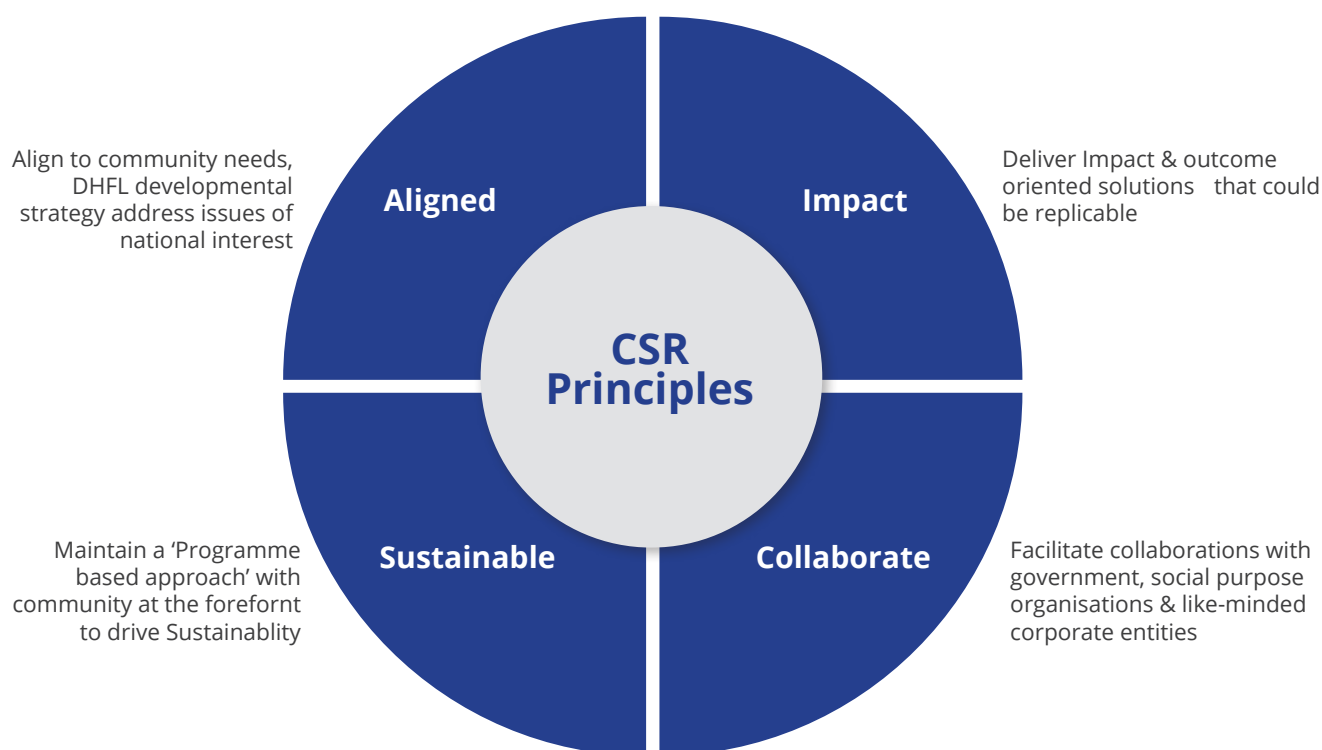 Align to community needs,
DHFL developmental
strategy address issues of
national interest
Aligned
Impact
Deliver Impact & outcome
oriented solutions   that could
be replicable
CSR
Principles
Maintain a ‘Programme
based approach’ with
community at the forefornt
to drive Sustainablity
Sustainable
Collaborate
Facilitate collaborations with
government, social purpose
organisations & like-minded
corporate entities